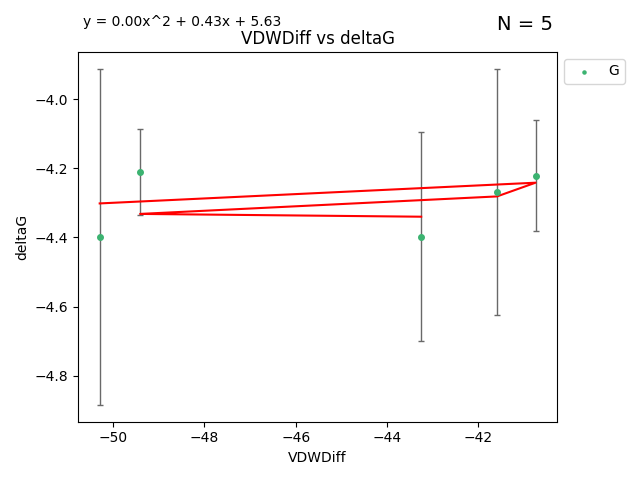 y = 0.00x^2 + 0.43x + 5.63
N = 5
VDWDiff vs deltaG
G
deltaG
−4.0
−4.2
−4.4
−4.6
−4.8
−50
−48
−46
−44
−42
VDWDiff